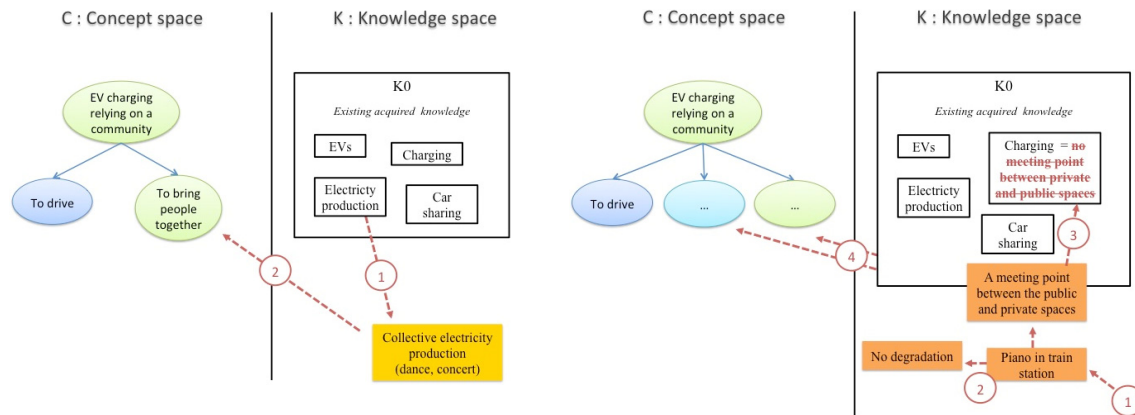 C : Concept space
K : Knowledge space
K0
Existing acquired knowledge
EV charging
relying on a
community
EVs
Charging
To drive
To bring
people
together
Electricity
production
Car
sharing
1
2
Collective electricity
production
(dance, concert)
C : Concept space
K : Knowledge space
K0
Existing acquired knowledge
EV charging
relying on a
community
EVs
Charging = no
meeting point
between private
and public spaces
Electricity
production
To drive
...
...
Car
sharing
3
4
A meeting point
between the public
and private spaces
No degradation
Piano in train
station
2
1